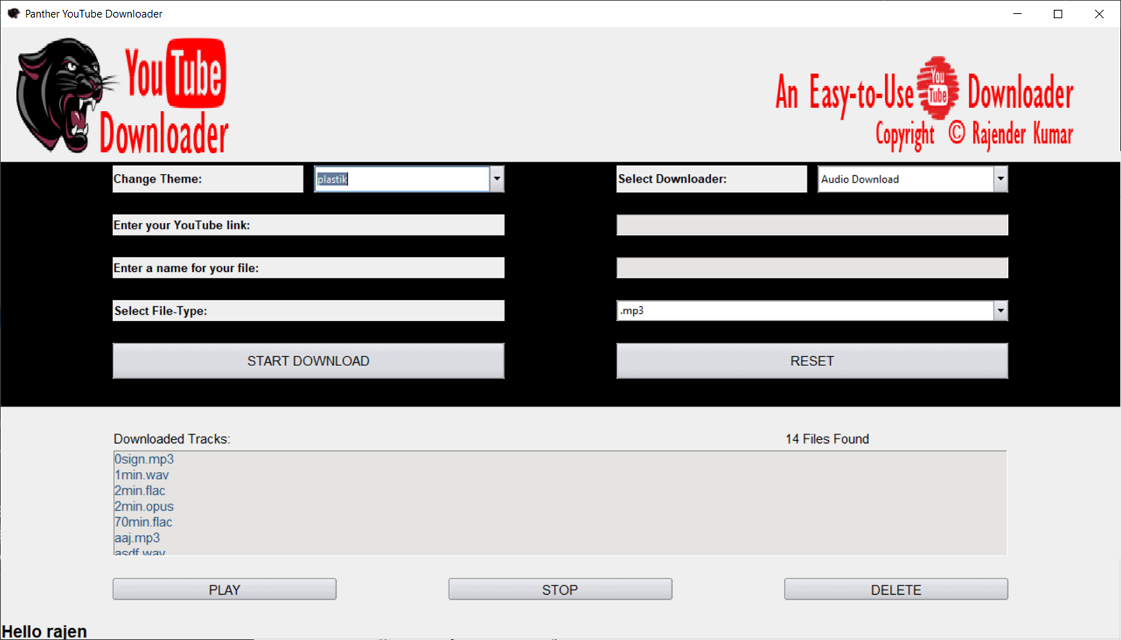 Panther YouTube Downloader
YouTube
Downloader
An Easy-to-Use YouTube Downloader
Copyright © Rajender Kumar
Change Theme: plastik Select Downloader: Audio Download
Enter your YouTube link:
Enter a name for your file:
Select File-Type: .mp3
START DOWNLOAD RESET
Downloaded Tracks: 14 Files Found
0sign.mp3
1min.wav
2min.flac
2min.opus
70min.flac
aaj.mp3
asdf.wav
PLAY STOP DELETE
Hello rajen